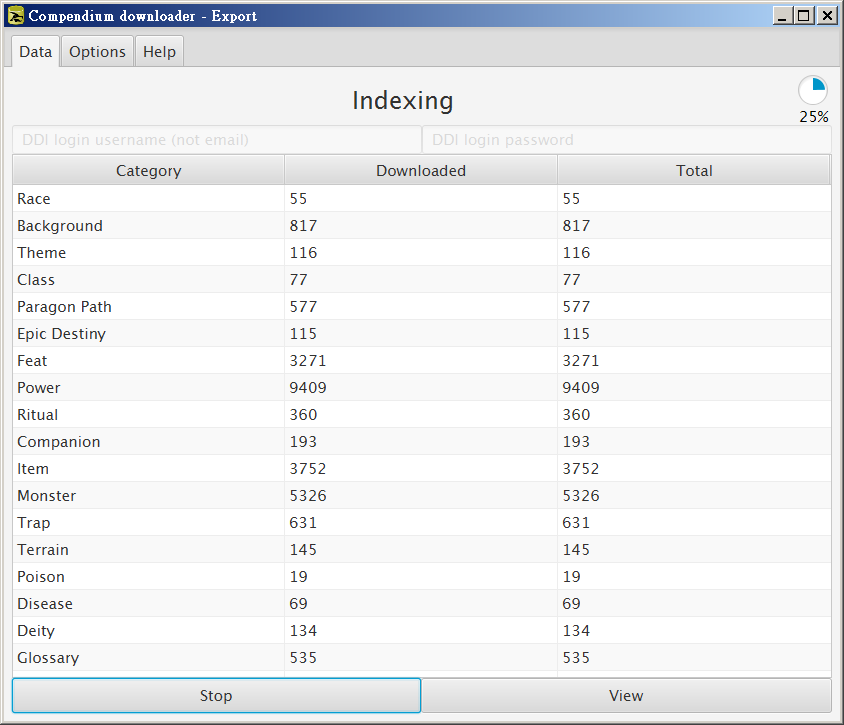 Compendium downloader - Export
Data Options Help
Indexing
25%
DDI login username (not email) DDI login password
Category Downloaded Total
Race 55 55
Background 817 817
Theme 116 116
Class 77 77
Paragon Path 577 577
Epic Destiny 115 115
Feat 3271 3271
Power 9409 9409
Ritual 360 360
Companion 193 193
Item 3752 3752
Monster 5326 5326
Trap 631 631
Terrain 145 145
Poison 19 19
Disease 69 69
Deity 134 134
Glossary 535 535
Stop View